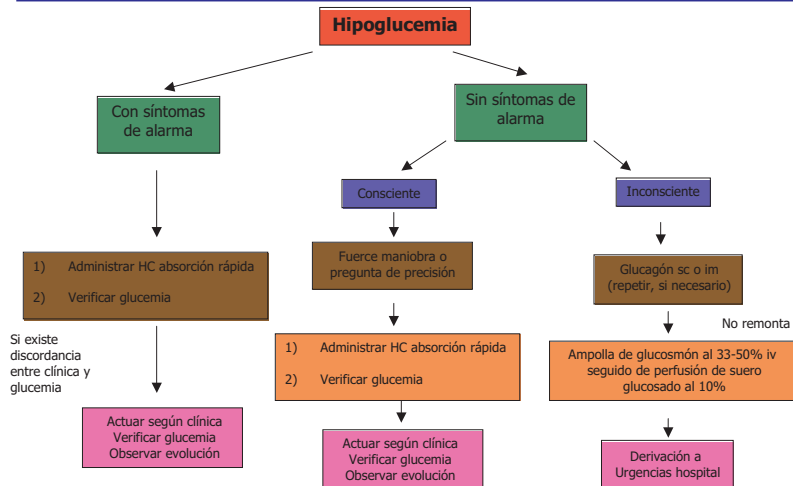 Hipoglucemia
Con síntomas
de alarma
Sin síntomas de
alarma
Consciente
Inconsciente
1) Administrar HC absorción rápida
2) Verificar glucemia
Fuerce maniobra o
pregunta de precisión
Glucagón sc o im
(repetir, si necesario)
No remonta
Si existe
discordancia
entre clínica y
glucemia
1) Administrar HC absorción rápida
2) Verificar glucemia
Ampolla de glucosmón al 33-50% iv
seguido de perfusión de suero
glucosado al 10%
Actuar según clínica
Verificar glucemia
Observar evolución
Actuar según clínica
Verificar glucemia
Observar evolución
Derivación a
Urgencias hospital